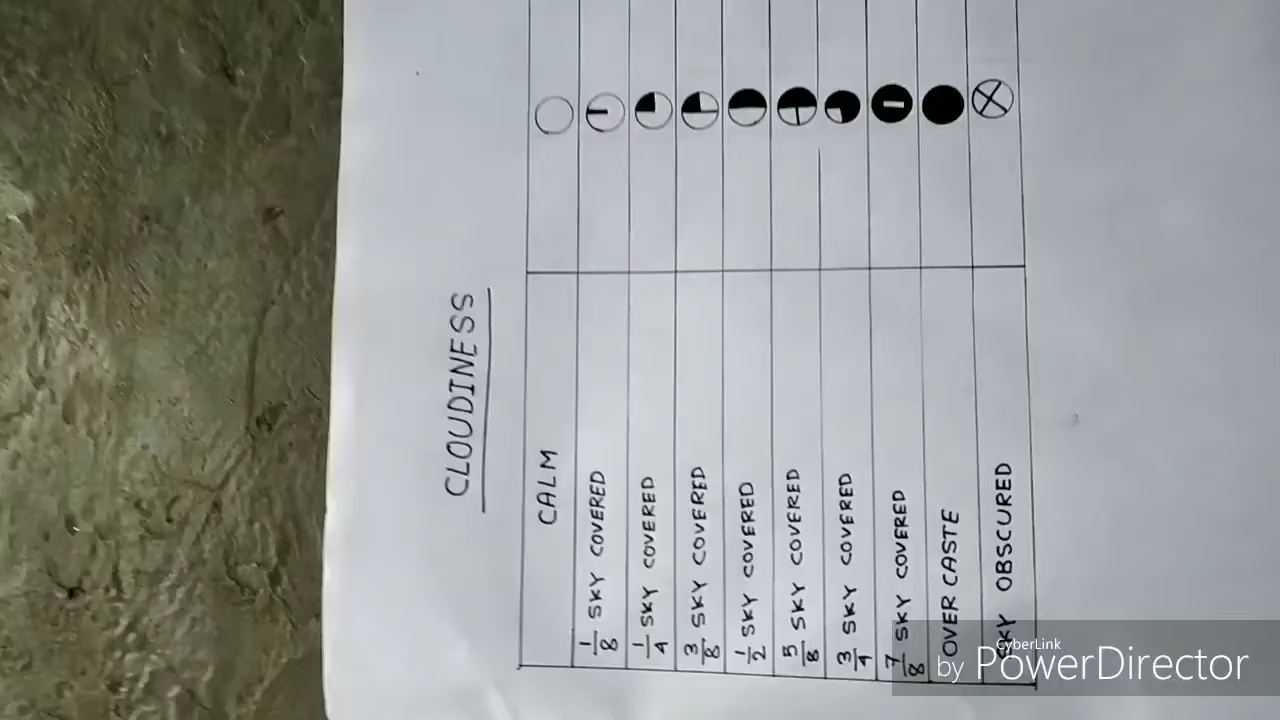 CLOUDINESS
CALM
1/8 SKY COVERED
1/4 SKY COVERED
3/8 SKY COVERED
1/2 SKY COVERED
5/8 SKY COVERED
3/4 SKY COVERED
7/8 SKY COVERED
OVER CASTE
SKY OBSCURED
CyberLink
by PowerDirector